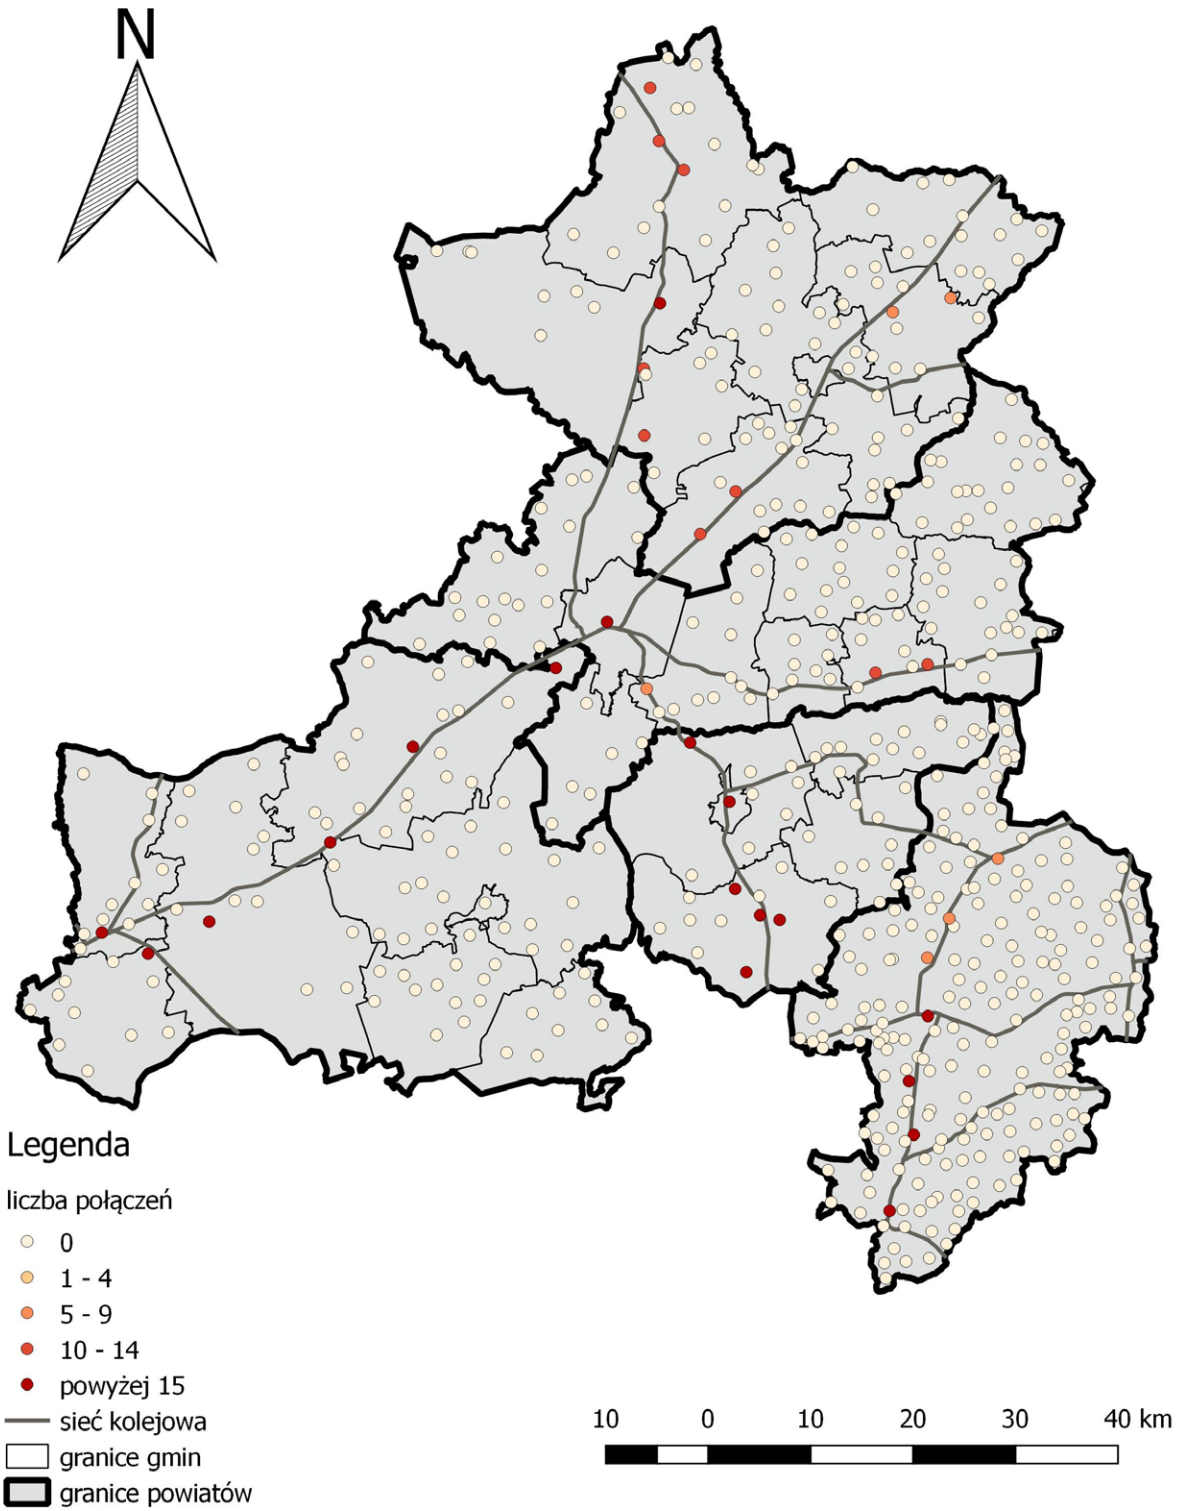 N
Legenda
liczba połączeń
0
1 - 4
5 - 9
10 - 14
powyżej 15
sieć kolejowa
granice gmin
granice powiatów
10 0 10 20 30 40 km